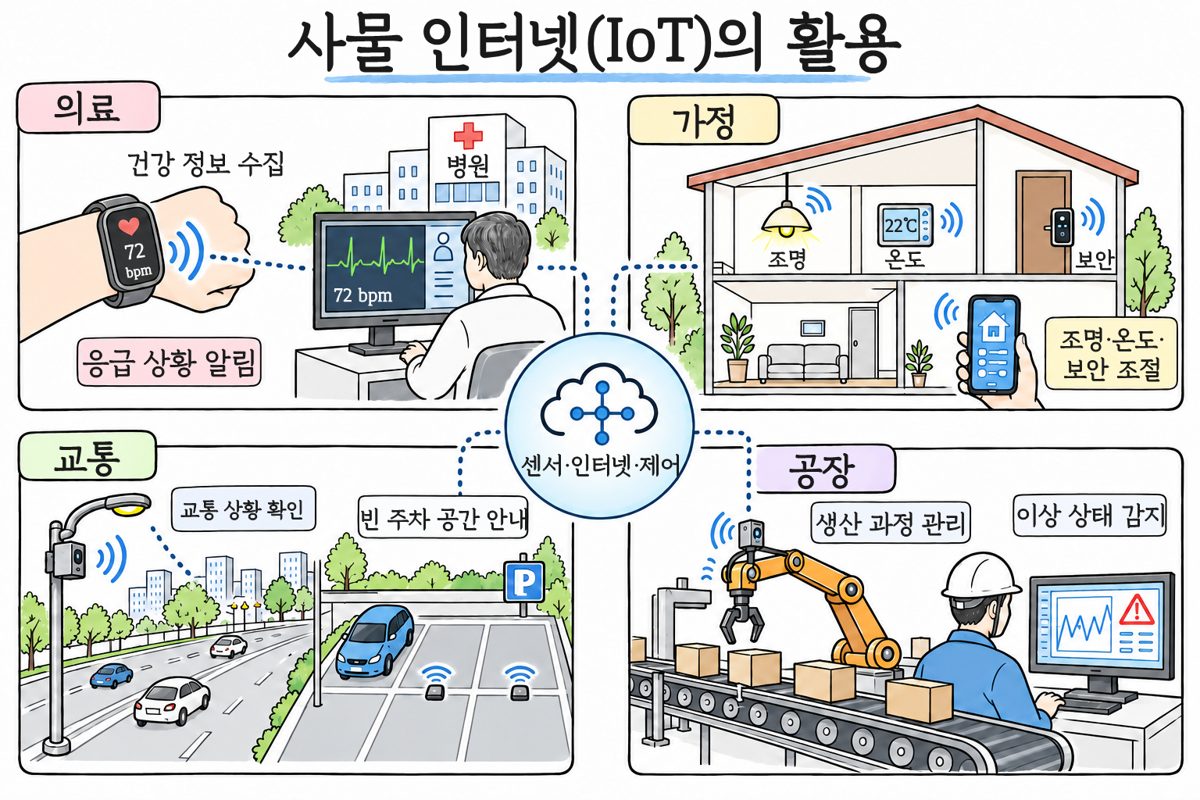 사물 인터넷(IoT)의 활용
의료
건강 정보 수집
72
bpm
병원
72 bpm
응급 상황 알림
가정
조명
22℃
온도
보안
조명·온도·
보안 조절
센서·인터넷·제어
교통
교통 상황 확인
빈 주차 공간 안내
P
공장
생산 과정 관리
이상 상태 감지